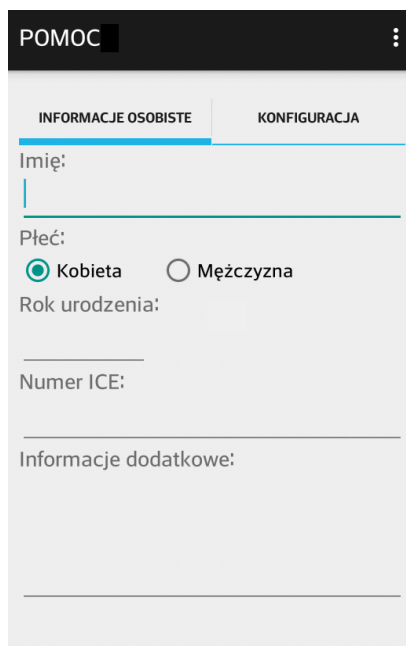 POMOC
INFORMACJE OSOBISTE KONFIGURACJA
Imię:
Płeć:
Kobieta Mężczyzna
Rok urodzenia:
Numer ICE:
Informacje dodatkowe: